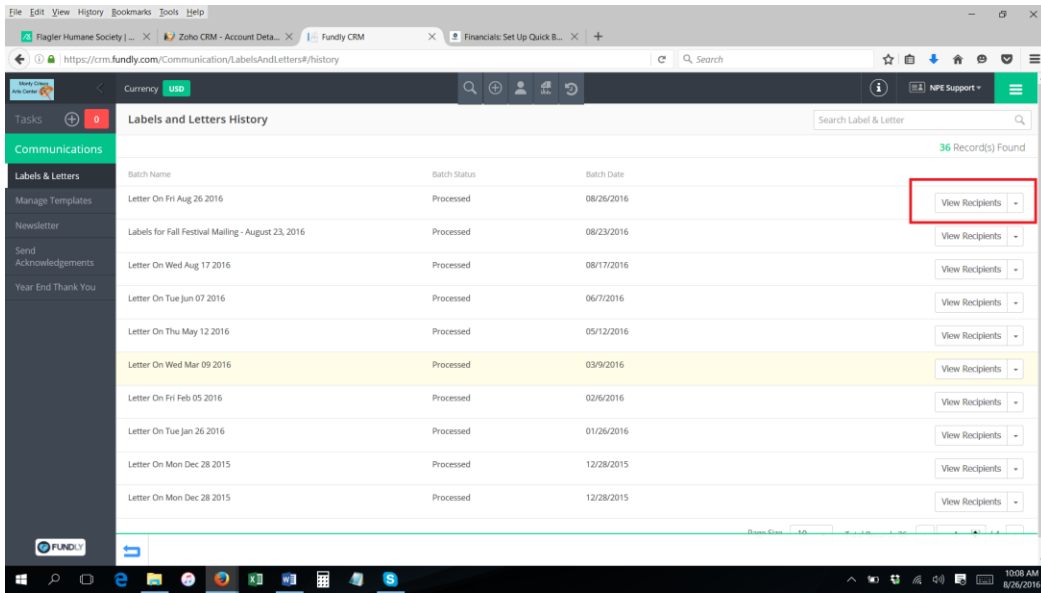 File Edit View History Bookmarks Tools Help
Flagler Humane Society | ... Zoho CRM - Account Deta... Fundly CRM Financials: Set Up Quick B...
https://crm.fundly.com/Communication/LabelsAndLetters#/history Search
Monty Crews Arts Center Currency USD NPE Support
Tasks 0 Labels and Letters History Search Label & Letter
Communications 36 Record(s) Found
Labels & Letters Batch Name Batch Status Batch Date
Manage Templates Letter On Fri Aug 26 2016 Processed 08/26/2016 View Recipients
Newsletter Labels for Fall Festival Mailing - August 23, 2016 Processed 08/23/2016 View Recipients
Send
Acknowledgements Letter On Wed Aug 17 2016 Processed 08/17/2016 View Recipients
Year End Thank You Letter On Tue Jun 07 2016 Processed 06/7/2016 View Recipients
Letter On Thu May 12 2016 Processed 05/12/2016 View Recipients
Letter On Wed Mar 09 2016 Processed 03/9/2016 View Recipients
Letter On Fri Feb 05 2016 Processed 02/6/2016 View Recipients
Letter On Tue Jan 26 2016 Processed 01/26/2016 View Recipients
Letter On Mon Dec 28 2015 Processed 12/28/2015 View Recipients
Letter On Mon Dec 28 2015 Processed 12/28/2015 View Recipients
Page Size 10
FUNDLY
10:08 AM
8/26/2016